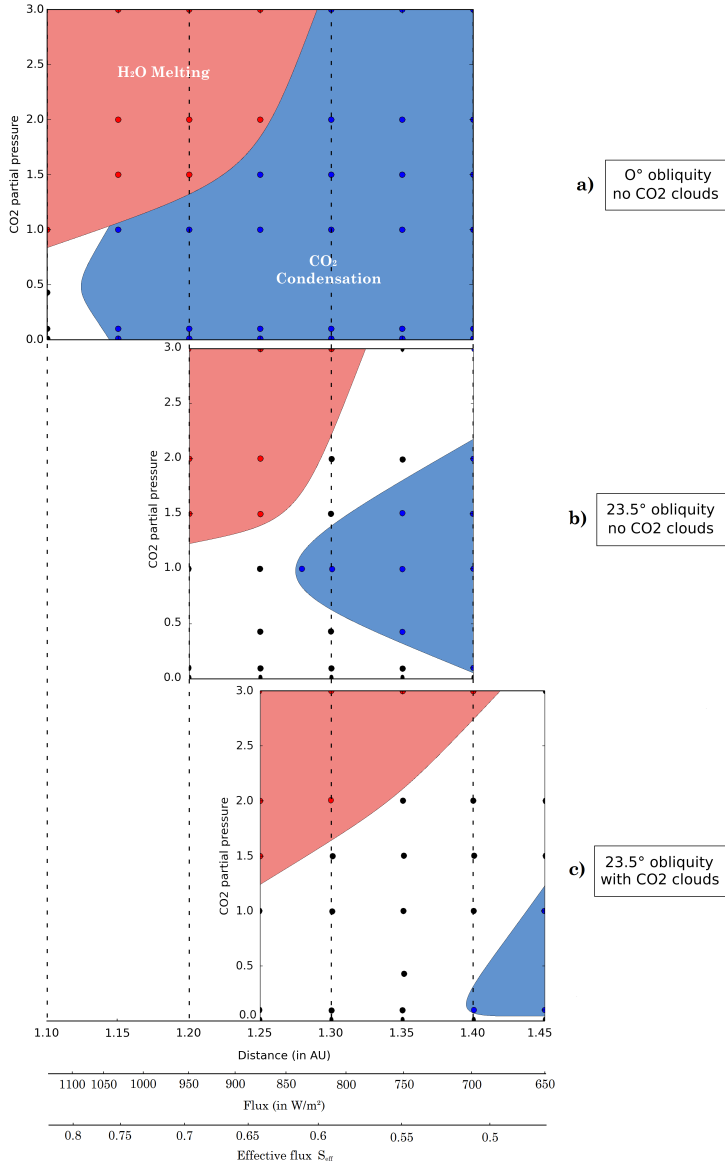 3.0
2.5
2.0
1.5
1.0
0.5
0.0
CO2 partial pressure
H₂O Melting
CO₂
Condensation
a)
O° obliquity
no CO2 clouds
3.0
2.5
2.0
1.5
1.0
0.5
0.0
CO2 partial pressure
b)
23.5° obliquity
no CO2 clouds
3.0
2.5
2.0
1.5
1.0
0.5
0.0
CO2 partial pressure
c)
23.5° obliquity
with CO2 clouds
1.10 1.15 1.20 1.25 1.30 1.35 1.40 1.45
Distance (in AU)
1100 1050 1000 950 900 850 800 750 700 650
Flux (in W/m²)
0.8 0.75 0.7 0.65 0.6 0.55 0.5
Effective flux S_eff